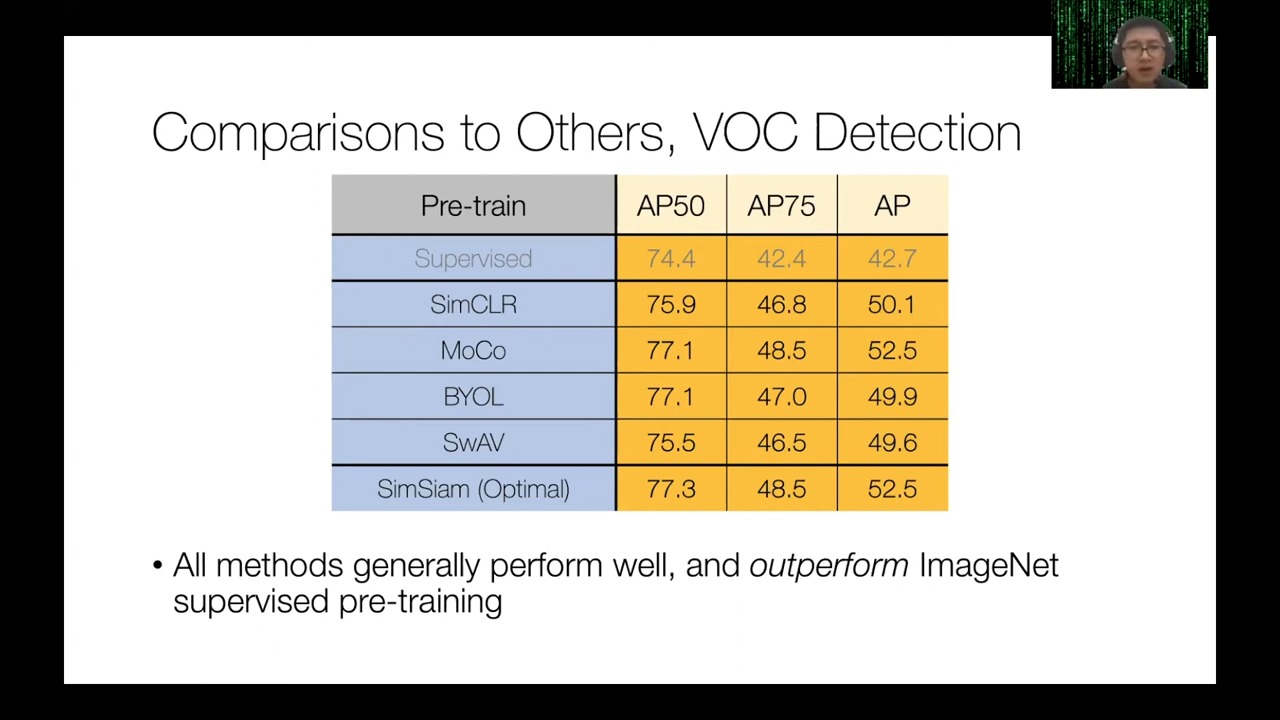 Comparisons to Others, VOC Detection
Pre-train AP50 AP75 AP
Supervised 74.4 42.4 42.7
SimCLR 75.9 46.8 50.1
MoCo 77.1 48.5 52.5
BYOL 77.1 47.0 49.9
SwAV 75.5 46.5 49.6
SimSiam (Optimal) 77.3 48.5 52.5
• All methods generally perform well, and outperform ImageNet
supervised pre-training